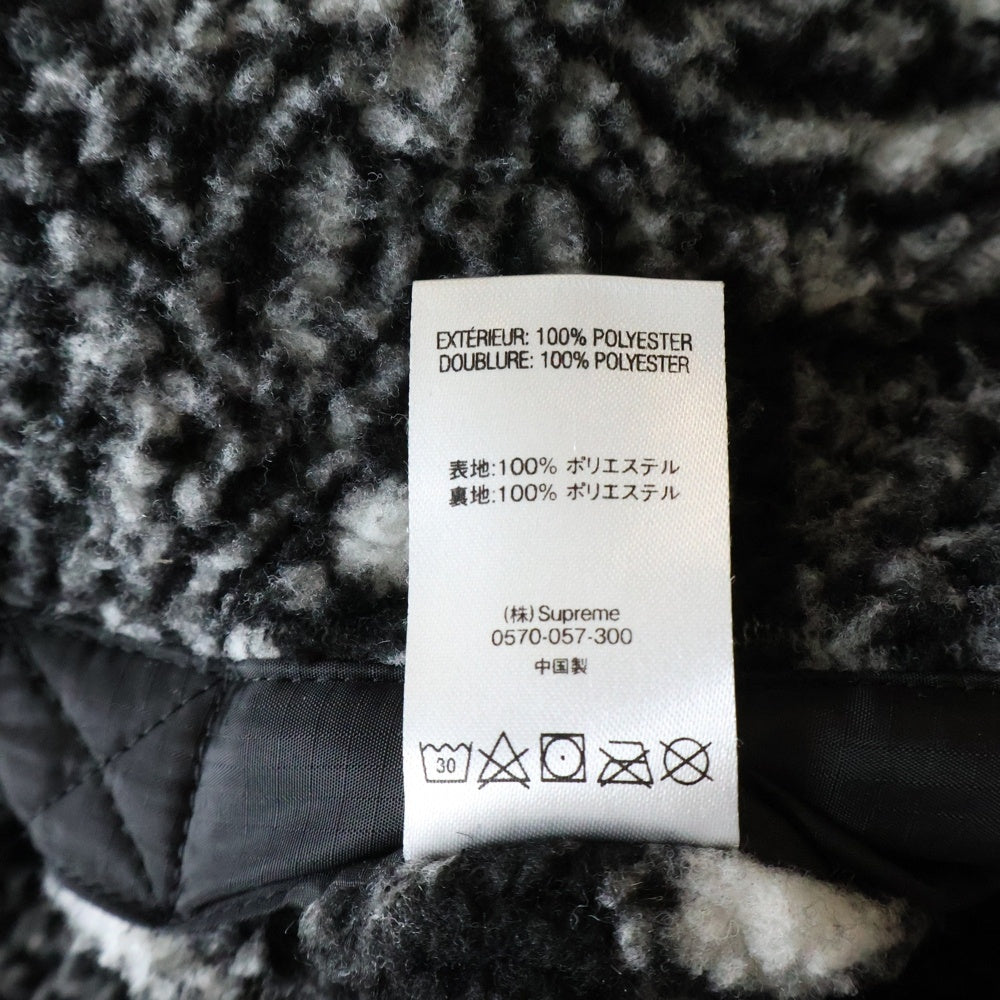 EXTÉRIEUR: 100% POLYESTER
DOUBLURE: 100% POLYESTER
表地:100% ポリエステル
裏地:100% ポリエステル
(株)Supreme
0570-057-300
中国製
30